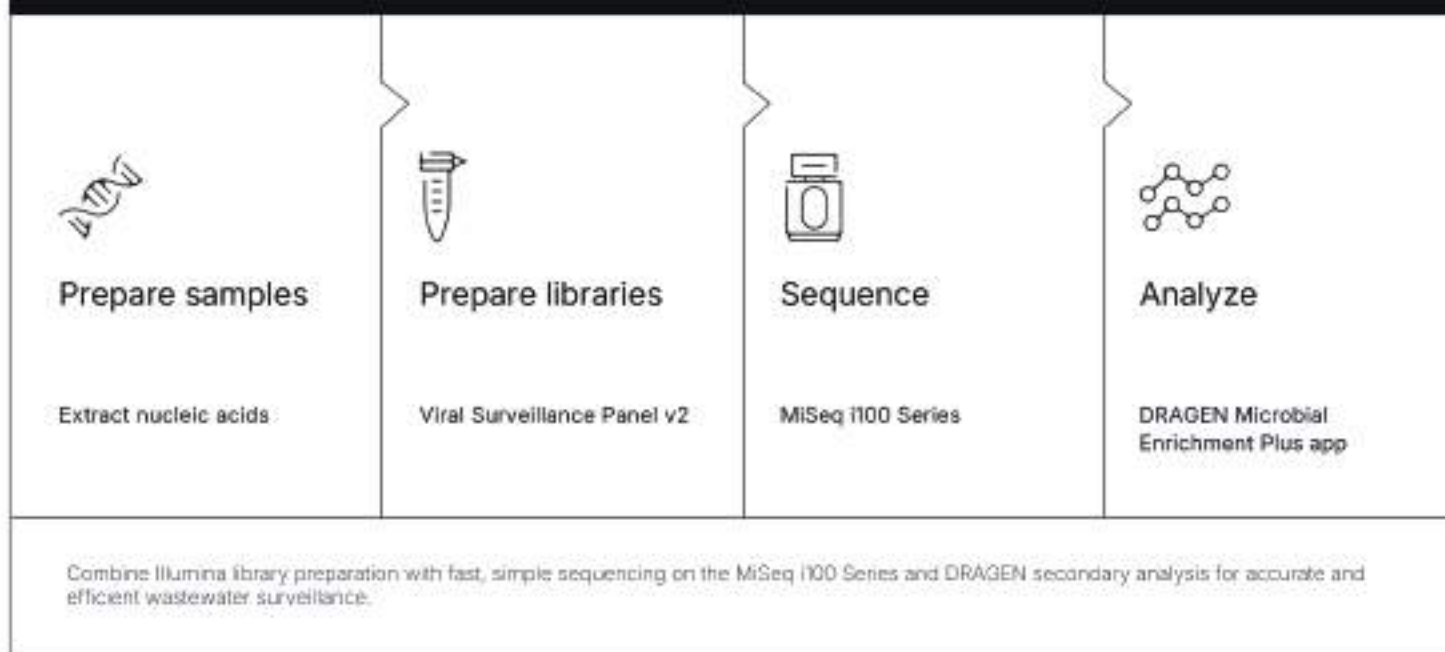 Prepare samples
Extract nucleic acids
Prepare libraries
Viral Surveillance Panel v2
Sequence
MiSeq i100 Series
Analyze
DRAGEN Microbial
Enrichment Plus app
Combine Illumina library preparation with fast, simple sequencing on the MiSeq i100 Series and DRAGEN secondary analysis for accurate and
efficient wastewater surveillance.